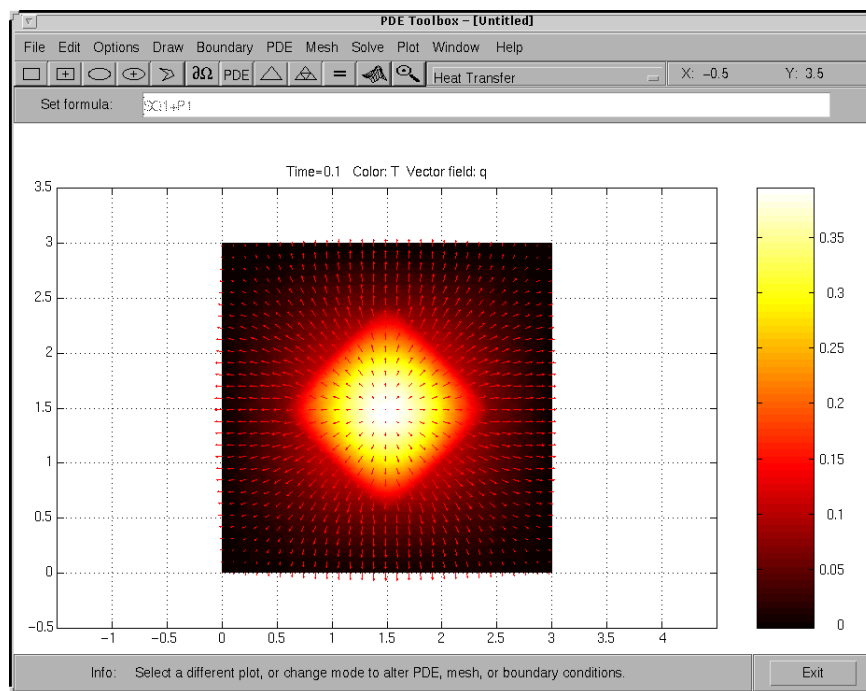 PDE Toolbox – [Untitled]
File Edit Options Draw Boundary PDE Mesh Solve Plot Window Help
∂Ω PDE = Heat Transfer X: −0.5 Y: 3.5
Set formula: SQ1+P1
Time=0.1 Color: T Vector field: q
3.5
3
2.5
2
1.5
1
0.5
0
−0.5
−1 −0.5 0 0.5 1 1.5 2 2.5 3 3.5 4
0.35
0.3
0.25
0.2
0.15
0.1
0.05
0
Info: Select a different plot, or change mode to alter PDE, mesh, or boundary conditions. Exit